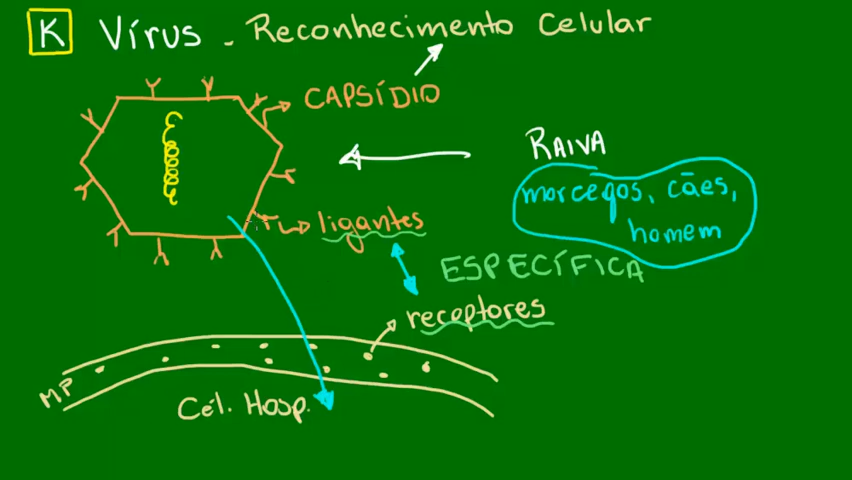 K Vírus - Reconhecimento Celular
CAPSÍDIO
RAIVA
morcegos, cães,
homem
ligantes
ESPECÍFICA
receptores
MP
Cél. Hosp.